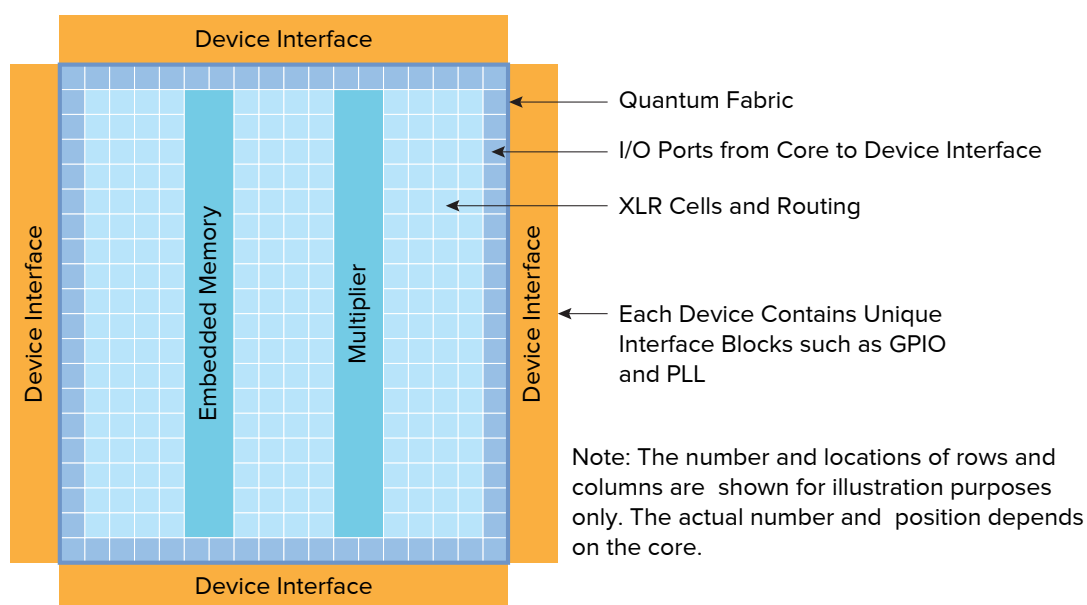 Device Interface
Quantum Fabric
I/O Ports from Core to Device Interface
XLR Cells and Routing
Device Interface
Embedded Memory
Multiplier
Device Interface
Each Device Contains Unique
Interface Blocks such as GPIO
and PLL
Note: The number and locations of rows and
columns are shown for illustration purposes
only. The actual number and position depends
on the core.
Device Interface